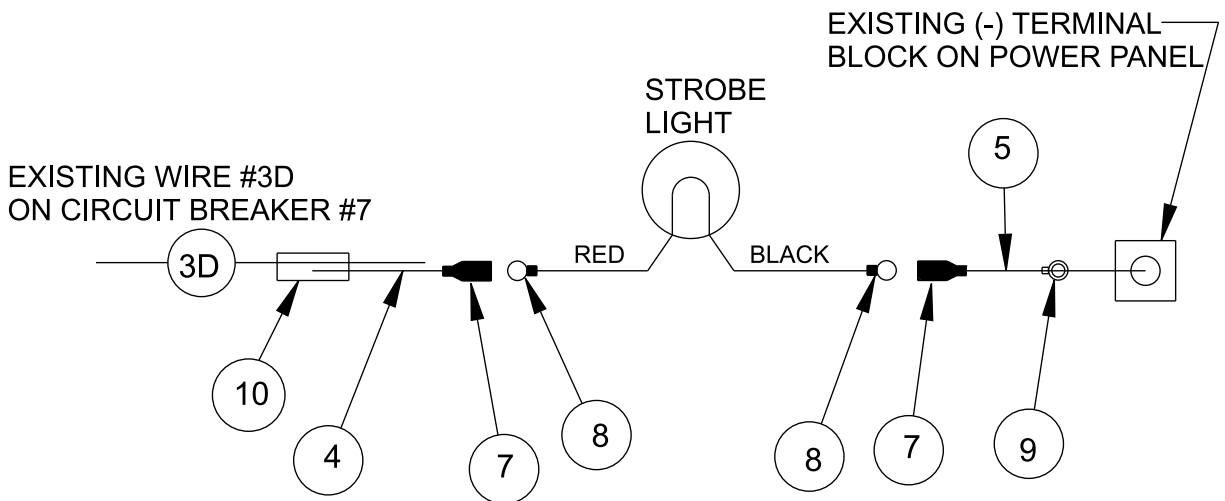 EXISTING (-) TERMINAL
BLOCK ON POWER PANEL
STROBE
LIGHT
5
EXISTING WIRE #3D
ON CIRCUIT BREAKER #7
3D
RED
BLACK
10
4
7
8
8
7
9